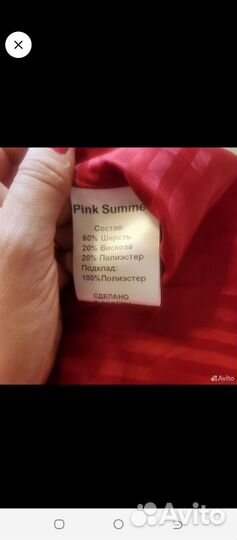 Pink Summe
Состав
60% Шерсть
20% Вискоза
20% Полиэстер
Подклад:
100%Полиэстер
СДЕЛАНО
Avito
Avito